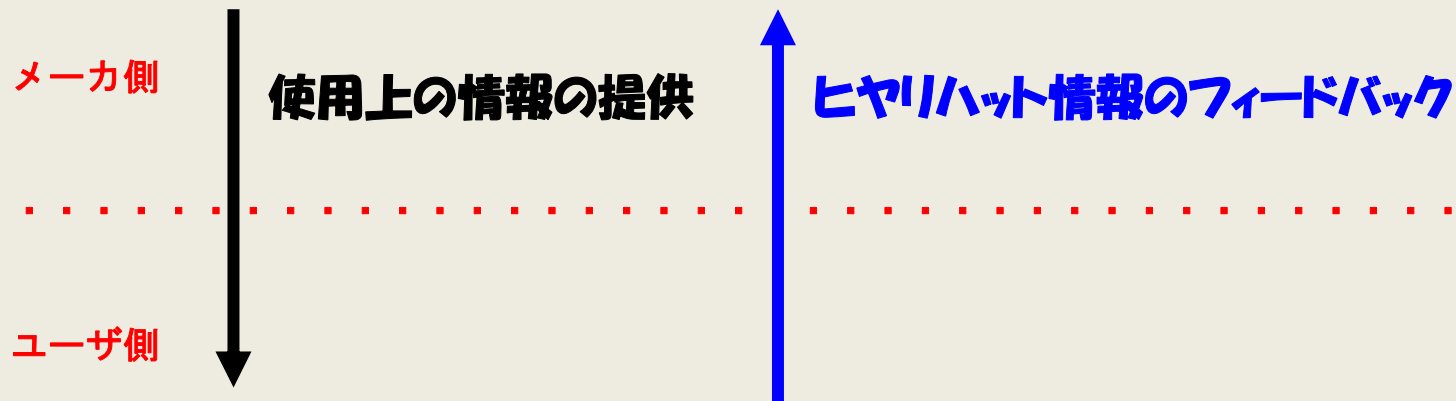 メーカ側
使用上の情報の提供
ヒヤリハット情報のフィードバック
ユーザ側